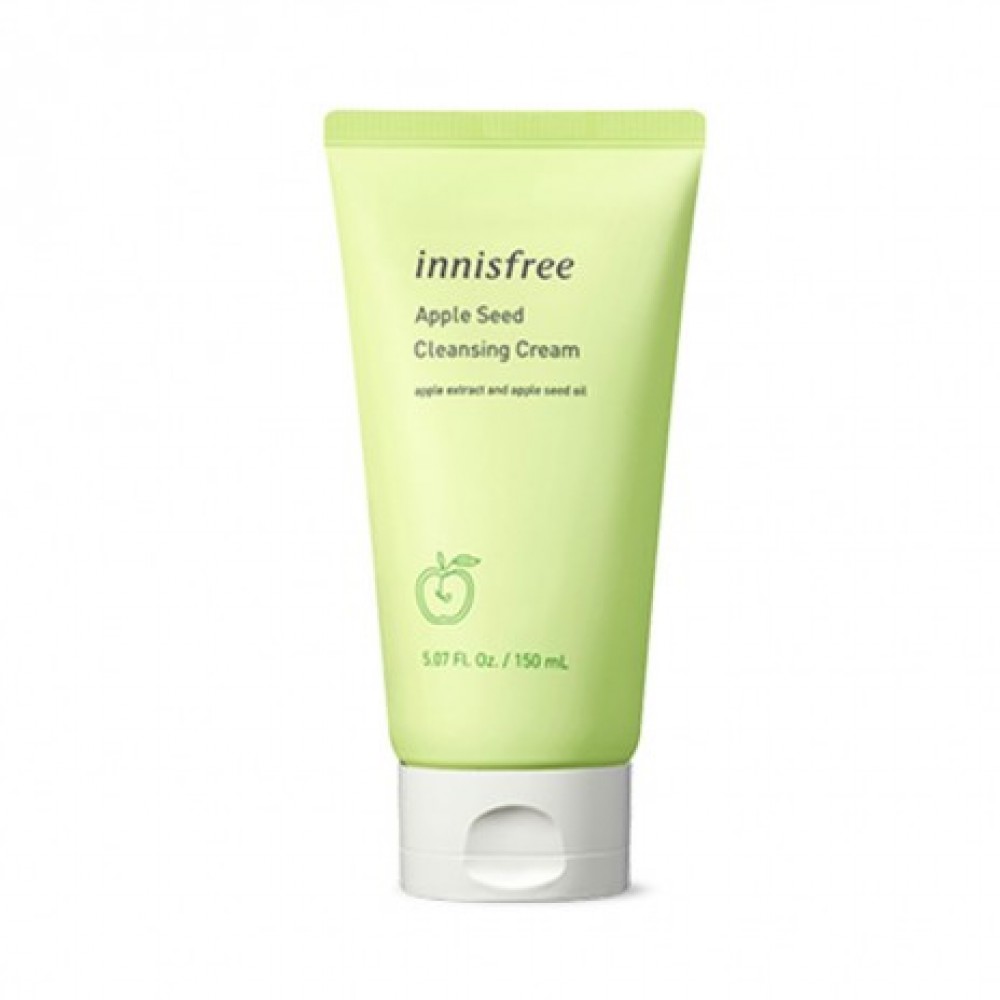 innisfree
Apple Seed
Cleansing Cream
apple extract and apple seed oil
5.07 FL. Oz. / 150 mL